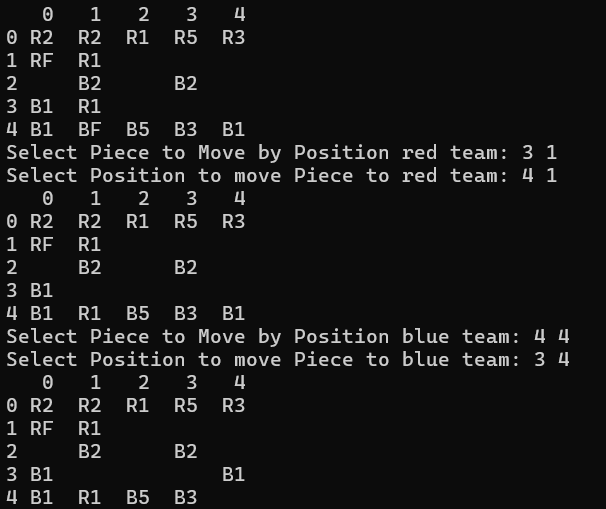 0  1  2  3  4
0 R2  R2  R1  R5  R3
1 RF  R1
2     B2      B2
3 B1  R1
4 B1  BF  B5  B3  B1
Select Piece to Move by Position red team: 3 1
Select Position to move Piece to red team: 4 1
   0  1  2  3  4
0 R2  R2  R1  R5  R3
1 RF  R1
2     B2      B2
3 B1
4 B1  R1  B5  B3  B1
Select Piece to Move by Position blue team: 4 4
Select Position to move Piece to blue team: 3 4
   0  1  2  3  4
0 R2  R2  R1  R5  R3
1 RF  R1
2     B2      B2
3 B1              B1
4 B1  R1  B5  B3